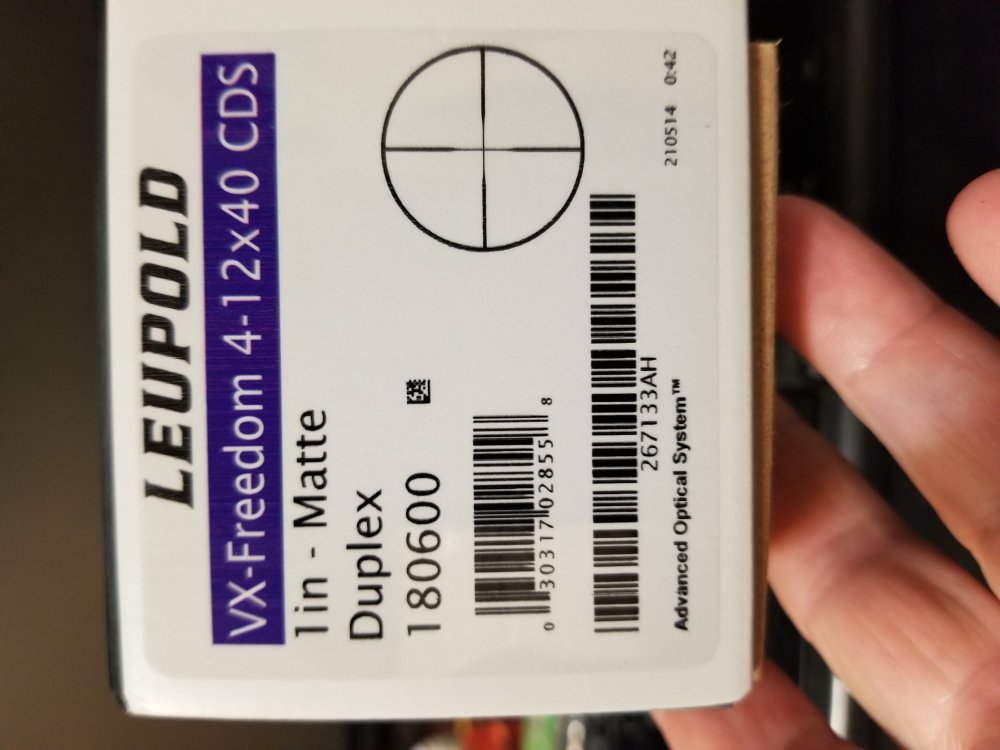 LEUPOLD
VX-Freedom 4-12x40 CDS
1in - Matte
Duplex
180600
0 30317 02855 8
267133AH
Advanced Optical System™
210514 0:42